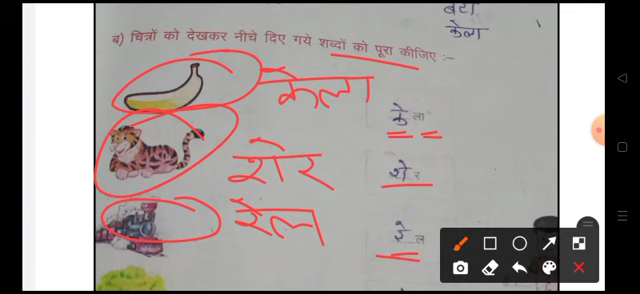 बेटा
केला
ब) चित्रों को देखकर नीचे दिए गये शब्दों को पूरा कीजिए :-
केला
केला
शेर
शेर
रेल
रेल